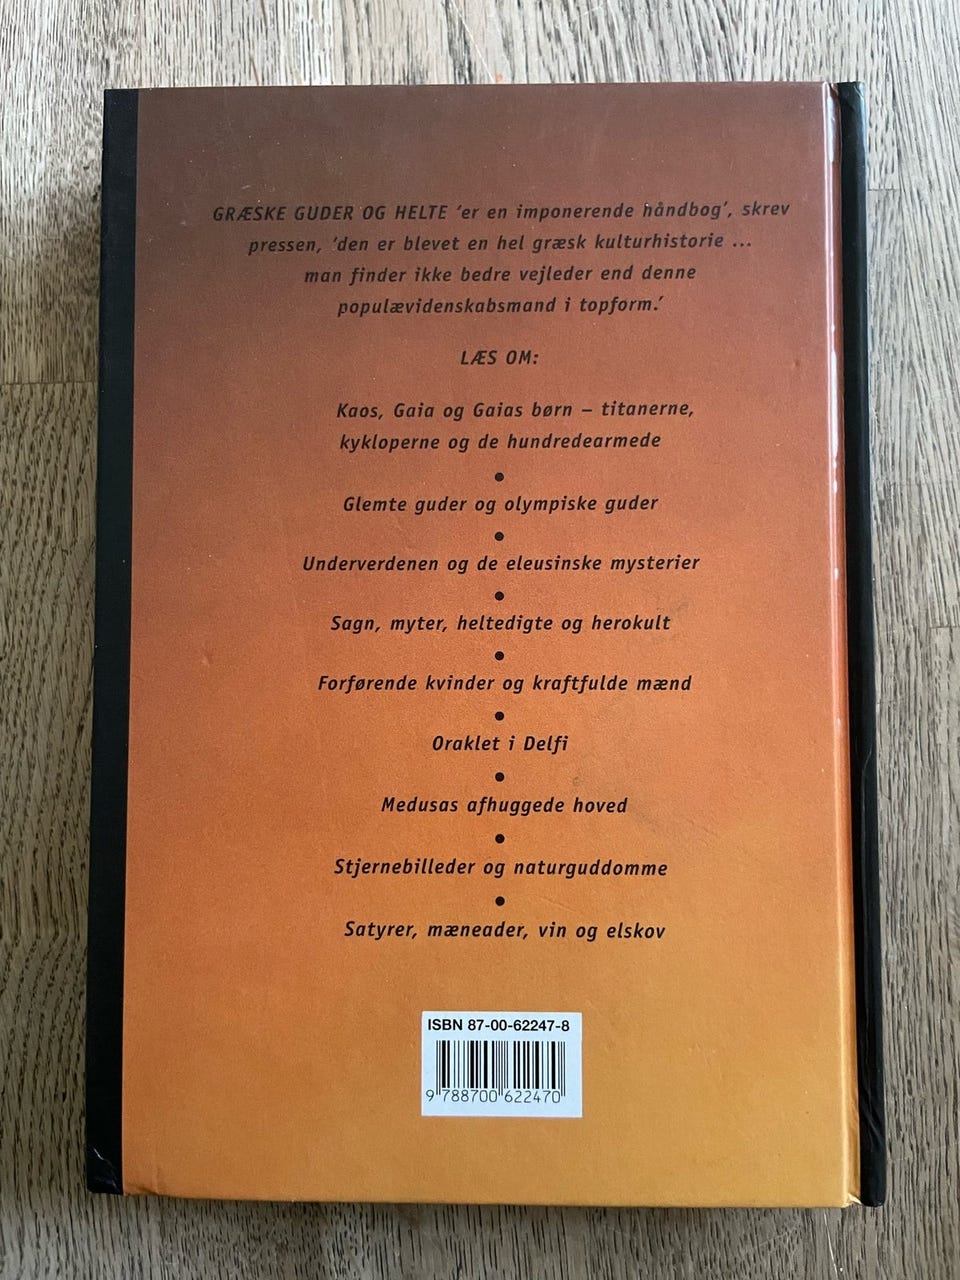 GRÆSKE GUDER OG HELTE ‘er en imponerende håndbog’, skrev
pressen, ‘den er blevet en hel græsk kulturhistorie ...
man finder ikke bedre vejleder end denne
populævidenskabsmand i topform.’
LÆS OM:
Kaos, Gaia og Gaias børn – titanerne,
kykloperne og de hundredearmede
•
Glemte guder og olympiske guder
•
Underverdenen og de eleusinske mysterier
•
Sagn, myter, heltedigte og herokult
•
Forførende kvinder og kraftfulde mænd
•
Oraklet i Delfi
•
Medusas afhuggede hoved
•
Stjernebilleder og naturguddomme
•
Satyrer, mæneader, vin og elskov
ISBN 87-00-62247-8
9 788700 622470